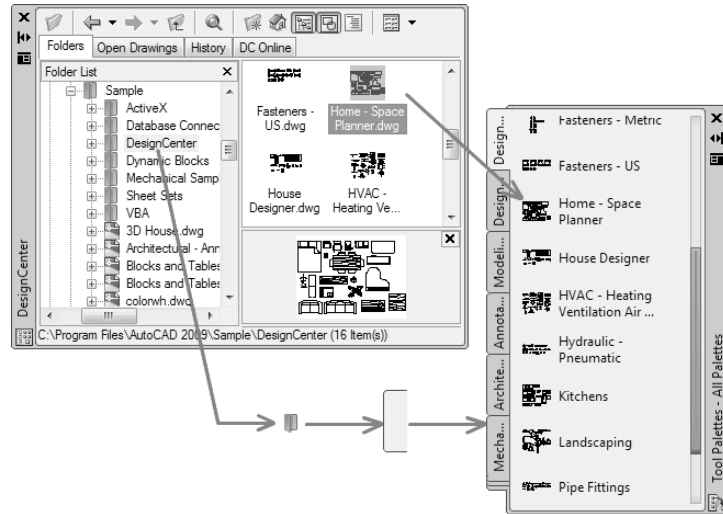 Folders
Open Drawings
History
DC Online
Folder List
Sample
ActiveX
Database Connec
DesignCenter
Dynamic Blocks
Mechanical Samp
Sheet Sets
VBA
3D House.dwg
Architectural - Ann
Blocks and Tables
Blocks and Tables
colorwh.dwg
Fasteners -
US.dwg
Home - Space
Planner.dwg
House
Designer.dwg
HVAC -
Heating Ve...
C:\Program Files\AutoCAD 2009\Sample\DesignCenter (16 Item(s))
DesignCenter
Design...
Design...
Modeli...
Annota...
Archite...
Mecha...
Fasteners - Metric
Fasteners - US
Home - Space
Planner
House Designer
HVAC - Heating
Ventilation Air ...
Hydraulic -
Pneumatic
Kitchens
Landscaping
Pipe Fittings
Tool Palettes - All Palettes